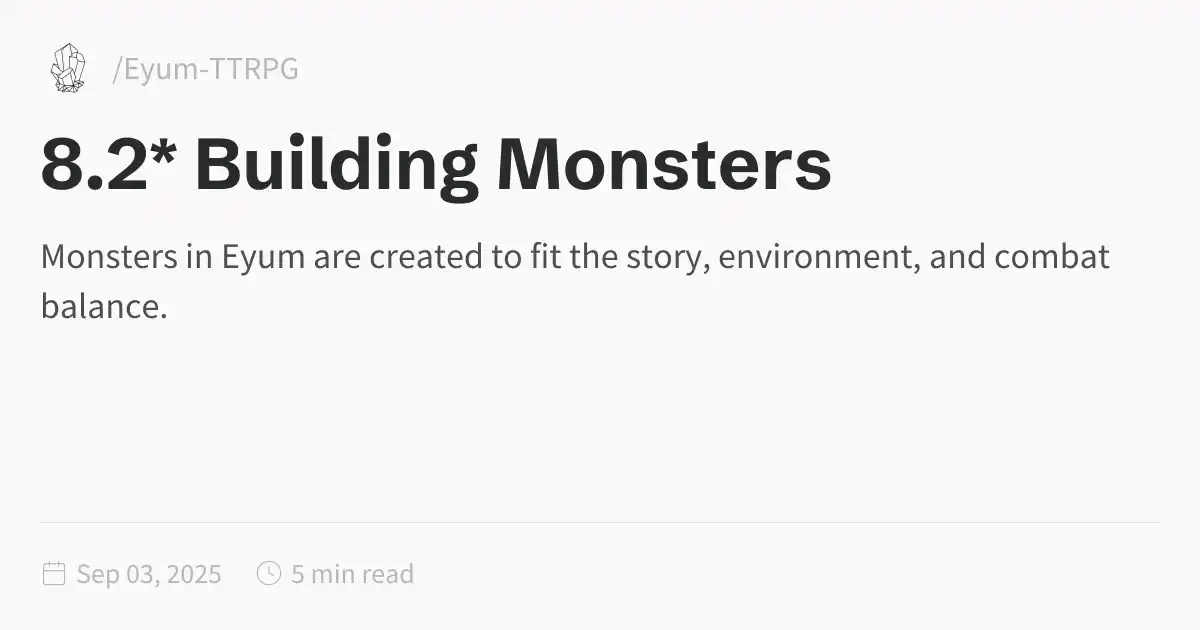 /Eyum-TTRPG
8.2* Building Monsters
Monsters in Eyum are created to fit the story, environment, and combat
balance.
Sep 03, 2025
5 min read